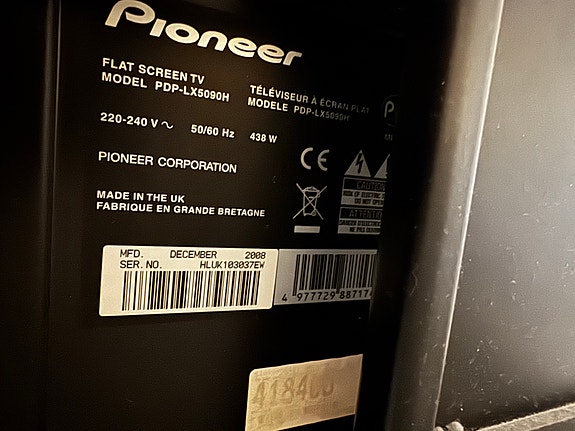 Pioneer
FLAT SCREEN TV
MODEL PDP-LX5090H
TÉLÉVISEUR À ÉCRAN PLAT
MODELE PDP-LX5090H
220-240 V ~ 50/60 Hz 438 W
PIONEER CORPORATION
CE
CAUTION
ATTENTION
MADE IN THE UK
FABRIQUE EN GRANDE BRETAGNE
MFD. DECEMBER 2008
SER. NO. HLUK103037EW
4 977729 88717